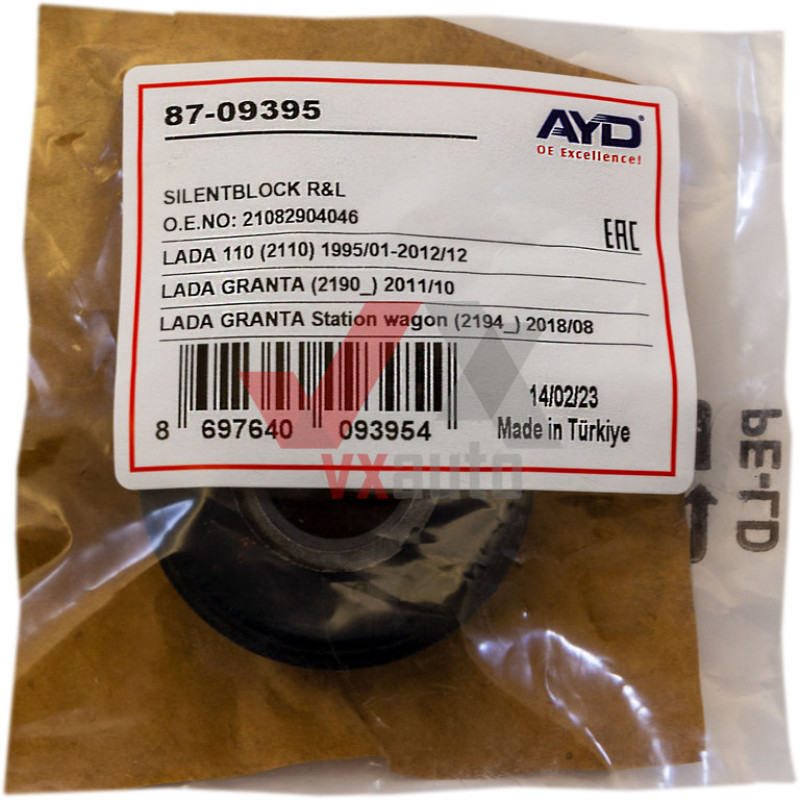 87-09395
AYD®
OE Excellence!
SILENTBLOCK R&L
O.E.NO: 21082904046
EAC
LADA 110 (2110) 1995/01-2012/12
LADA GRANTA (2190_) 2011/10
LADA GRANTA Station wagon (2194_) 2018/08
14/02/23
8 697640 093954
Made in Türkiye
vxauto
PE-LD